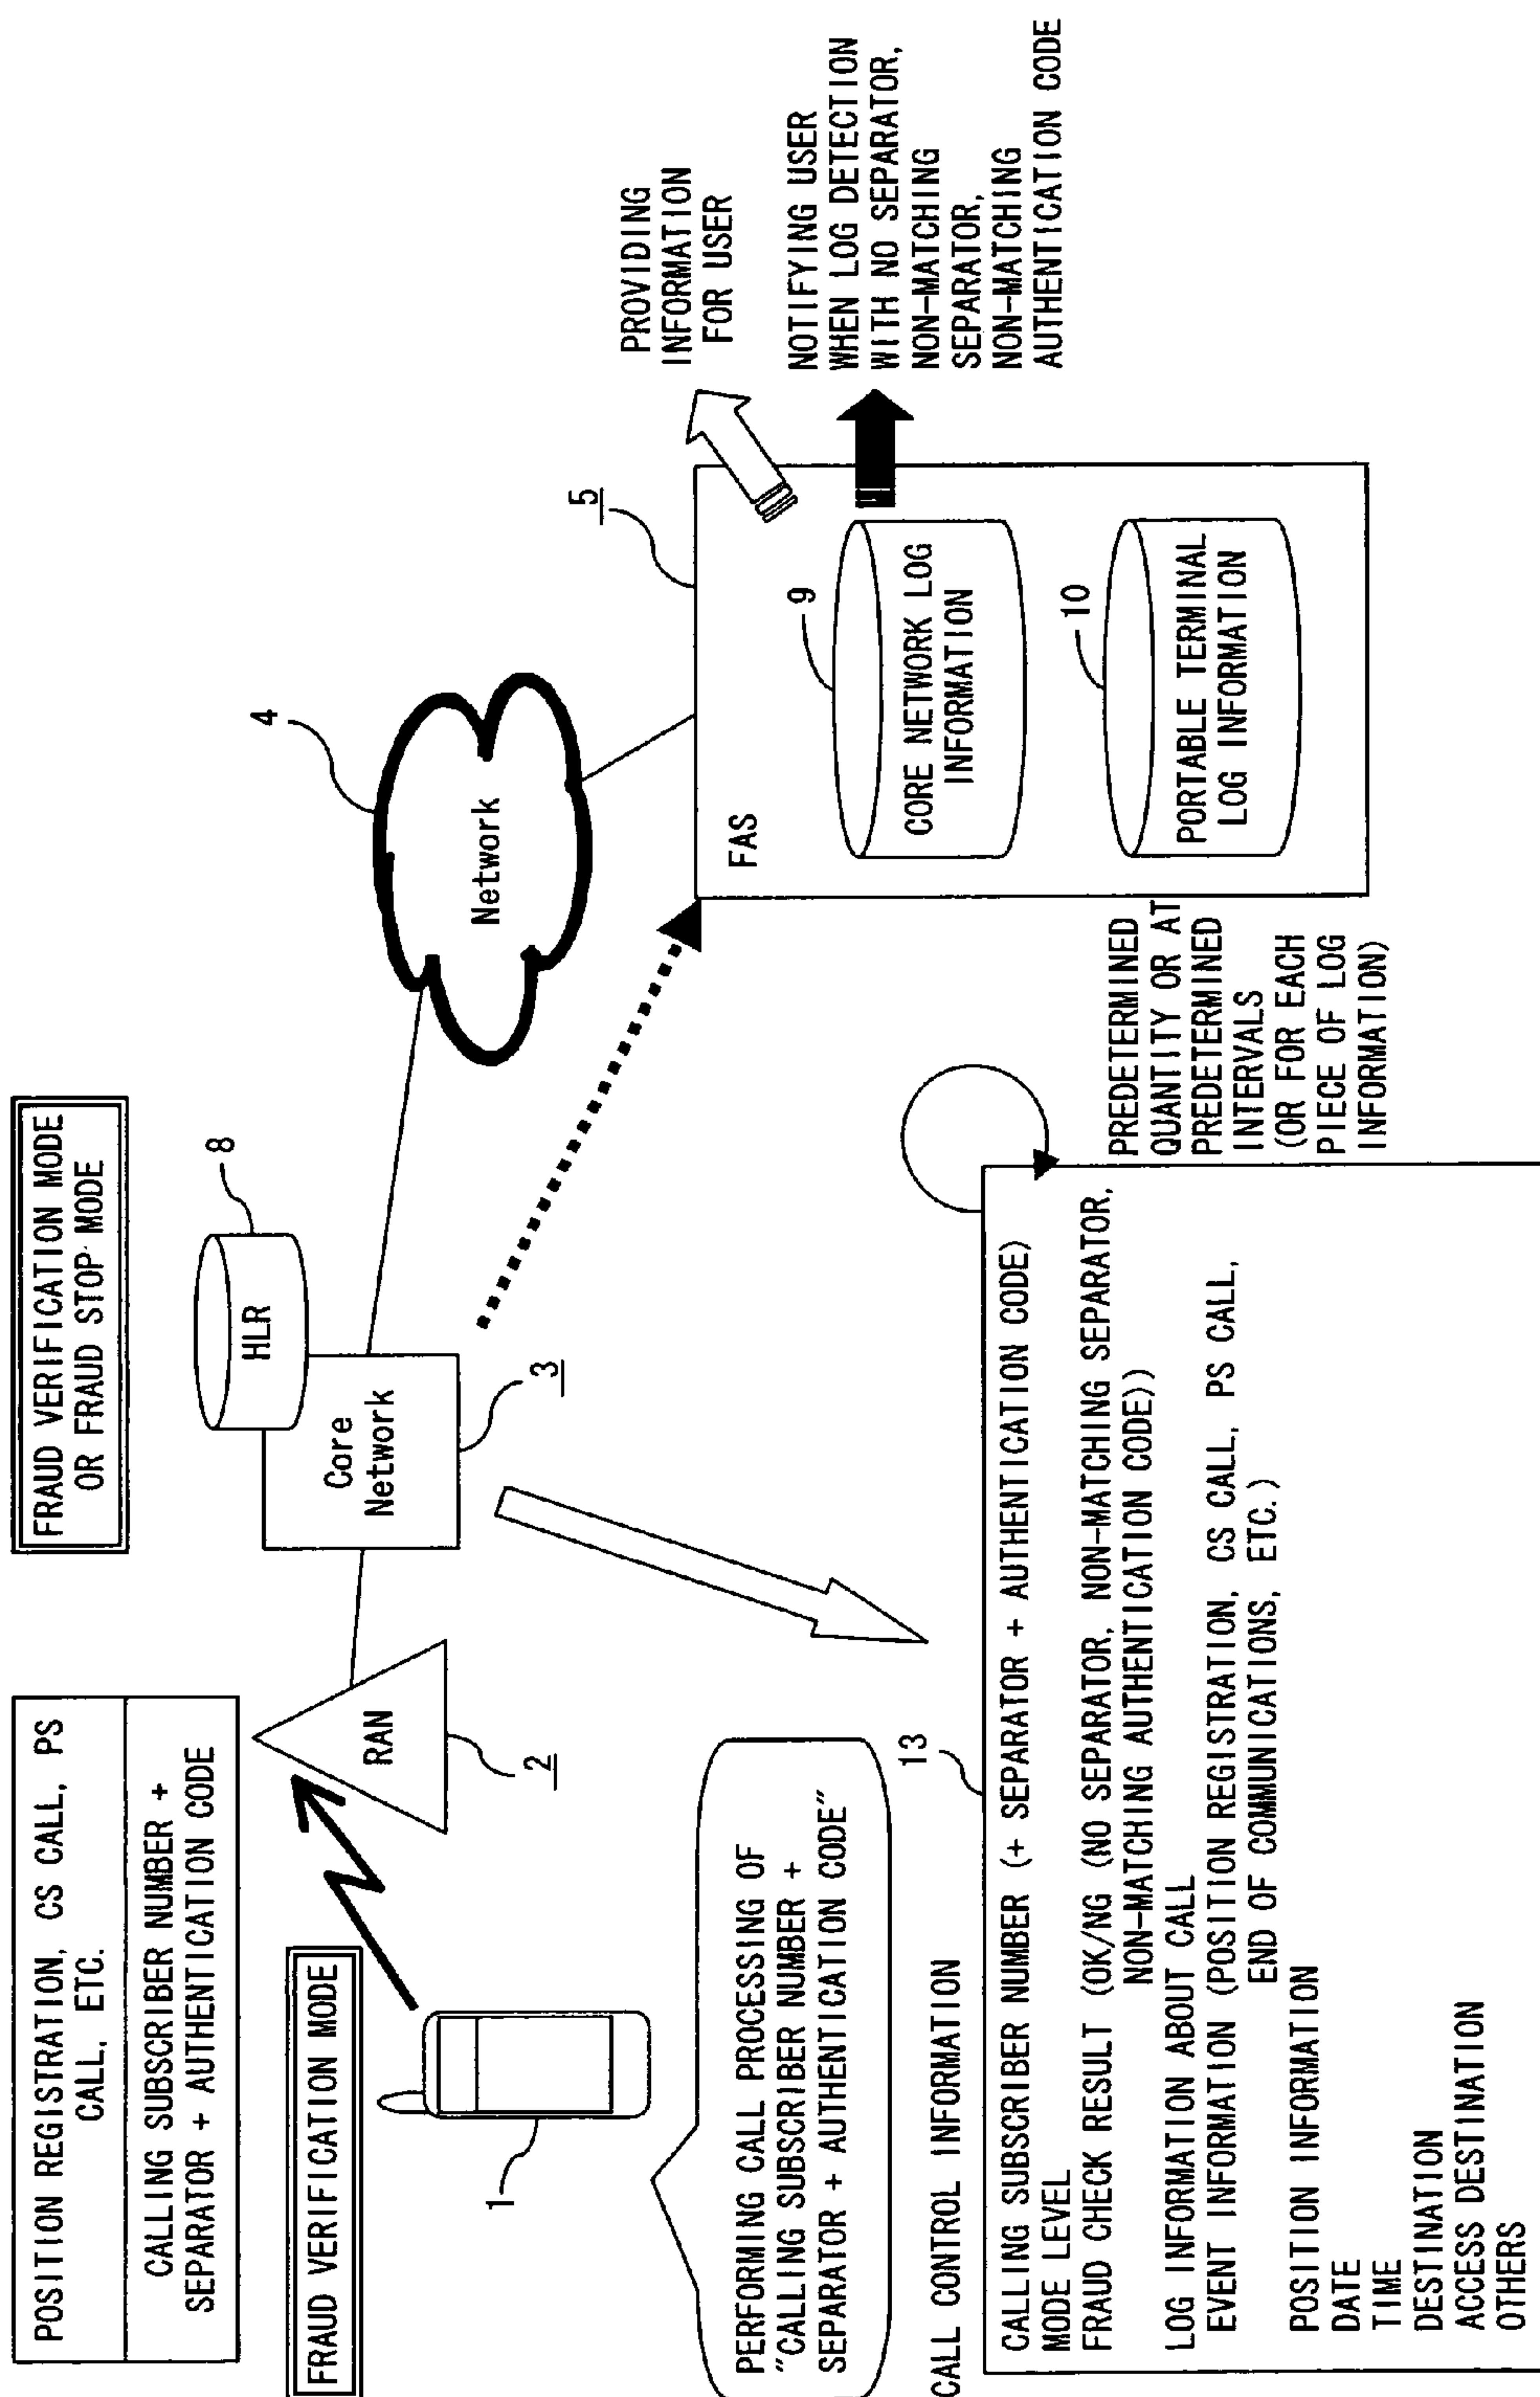 POSITION REGISTRATION, CS CALL, PS
CALL, ETC.
CALLING SUBSCRIBER NUMBER +
SEPARATOR + AUTHENTICATION CODE
FRAUD VERIFICATION MODE
OR FRAUD STOP MODE
FRAUD VERIFICATION MODE
1
RAN
2
HLR
8
Core
Network
3
Network
4
5
FAS
9
CORE NETWORK LOG
INFORMATION
10
PORTABLE TERMINAL
LOG INFORMATION
PROVIDING
INFORMATION
FOR USER
NOTIFYING USER
WHEN LOG DETECTION
WITH NO SEPARATOR,
NON-MATCHING
SEPARATOR,
NON-MATCHING
AUTHENTICATION CODE
PERFORMING CALL PROCESSING OF
"CALLING SUBSCRIBER NUMBER +
SEPARATOR + AUTHENTICATION CODE"
CALL CONTROL INFORMATION
13
CALLING SUBSCRIBER NUMBER (+ SEPARATOR + AUTHENTICATION CODE)
MODE LEVEL
FRAUD CHECK RESULT (OK/NG (NO SEPARATOR, NON-MATCHING SEPARATOR,
NON-MATCHING AUTHENTICATION CODE))
LOG INFORMATION ABOUT CALL
EVENT INFORMATION (POSITION REGISTRATION, CS CALL, PS CALL,
END OF COMMUNICATIONS, ETC.)
POSITION INFORMATION
DATE
TIME
DESTINATION
ACCESS DESTINATION
OTHERS
PREDETERMINED
QUANTITY OR AT
PREDETERMINED
INTERVALS
(OR FOR EACH
PIECE OF LOG
INFORMATION)